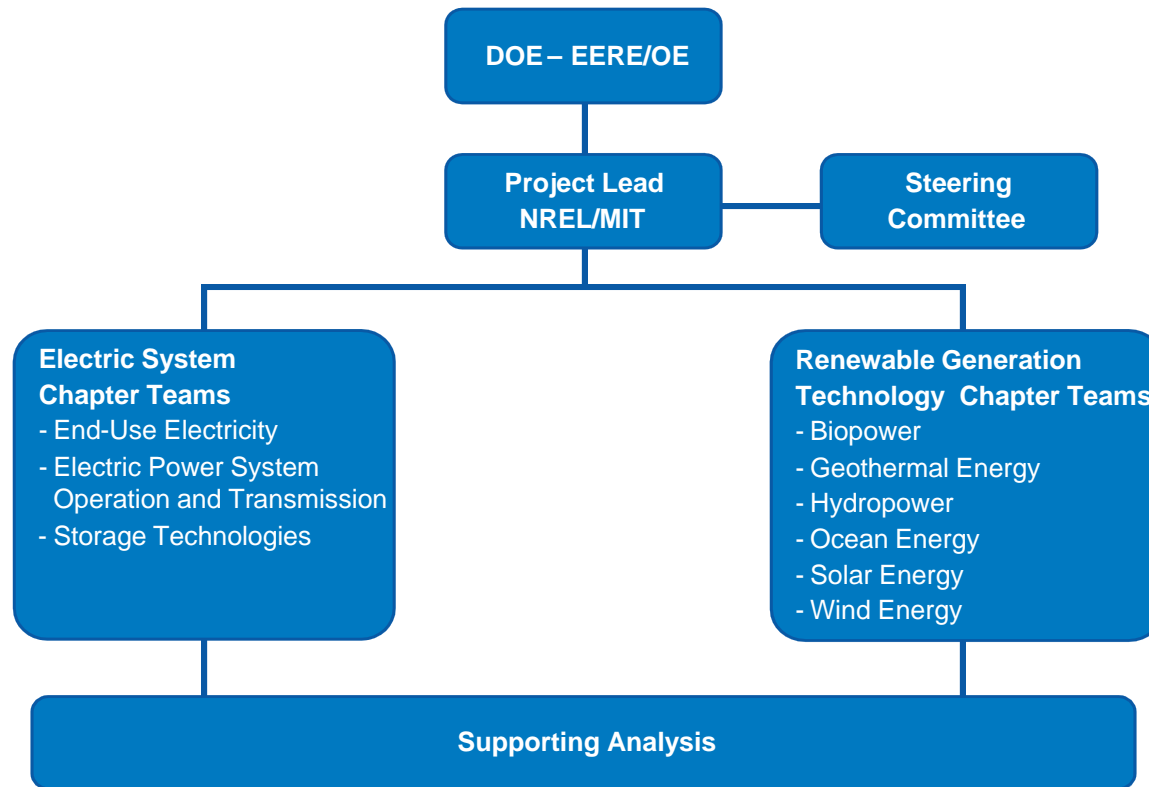 DOE – EERE/OE
Project Lead
NREL/MIT
Steering
Committee
Electric System
Chapter Teams
- End-Use Electricity
- Electric Power System
Operation and Transmission
- Storage Technologies
Renewable Generation
Technology Chapter Teams
- Biopower
- Geothermal Energy
- Hydropower
- Ocean Energy
- Solar Energy
- Wind Energy
Supporting Analysis